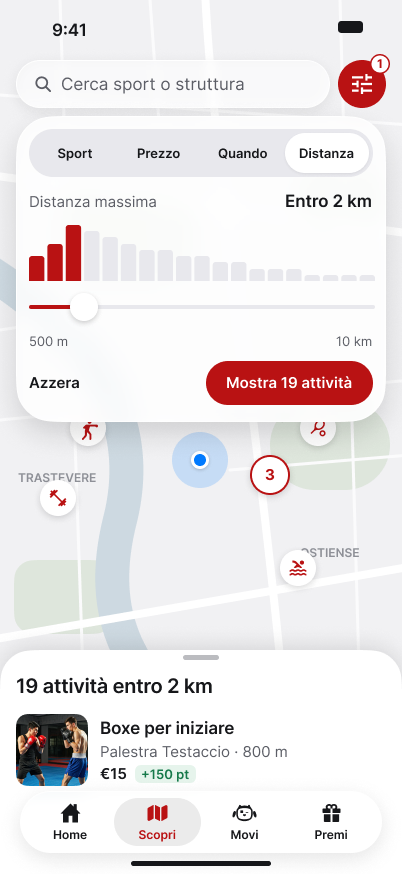 9:41
Cerca sport o struttura
1
Sport Prezzo Quando Distanza
Distanza massima Entro 2 km
500 m 10 km
Azzera Mostra 19 attività
TRASTEVERE
3
OSTIENSE
19 attività entro 2 km
Boxe per iniziare
Palestra Testaccio · 800 m
€15 +150 pt
Home Scopri Movi Premi